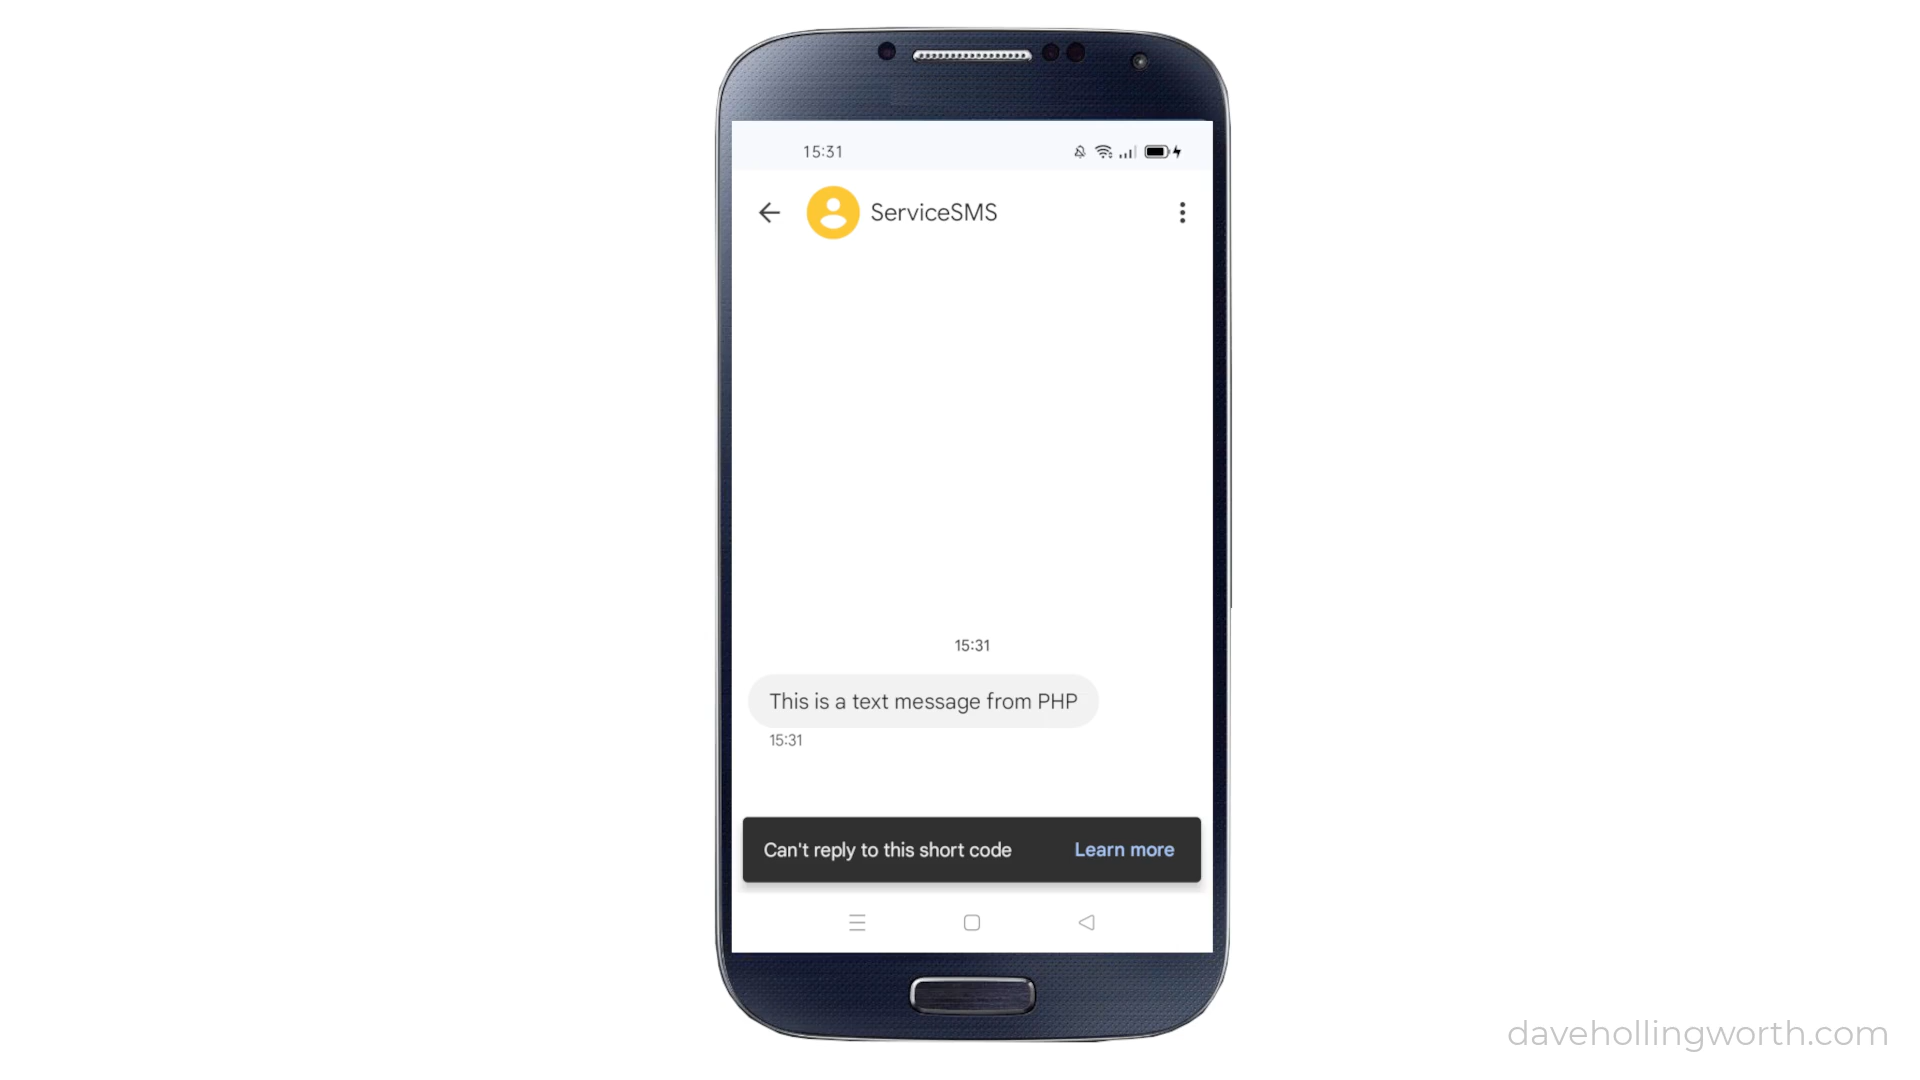 15:31
ServiceSMS
15:31
This is a text message from PHP
15:31
Can't reply to this short code
Learn more
davehollingworth.com